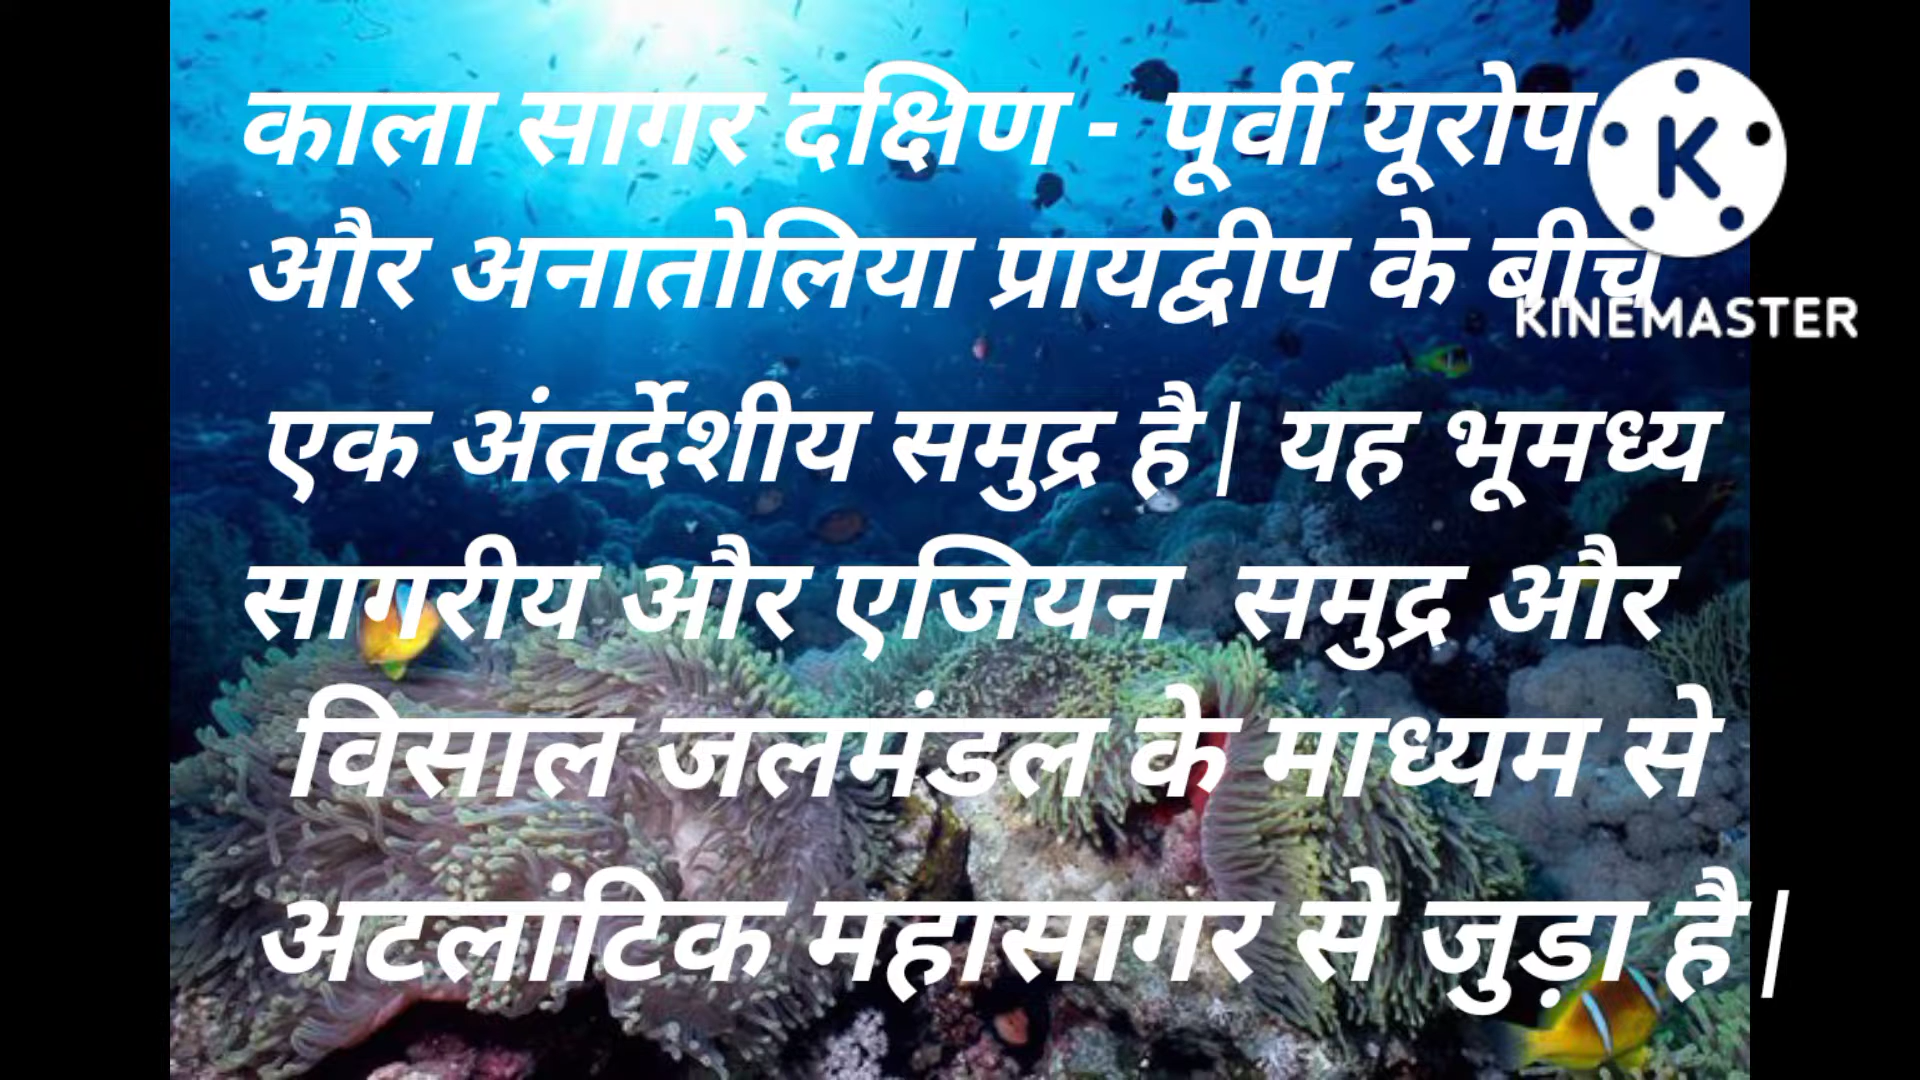 काला सागर दक्षिण - पूर्वी यूरोप
और अनातोलिया प्रायद्वीप के बीच
एक अंतर्देशीय समुद्र है| यह भूमध्य
सागरीय और एजियन समुद्र और
विसाल जलमंडल के माध्यम से
अटलांटिक महासागर से जुड़ा है|
K
KINEMASTER